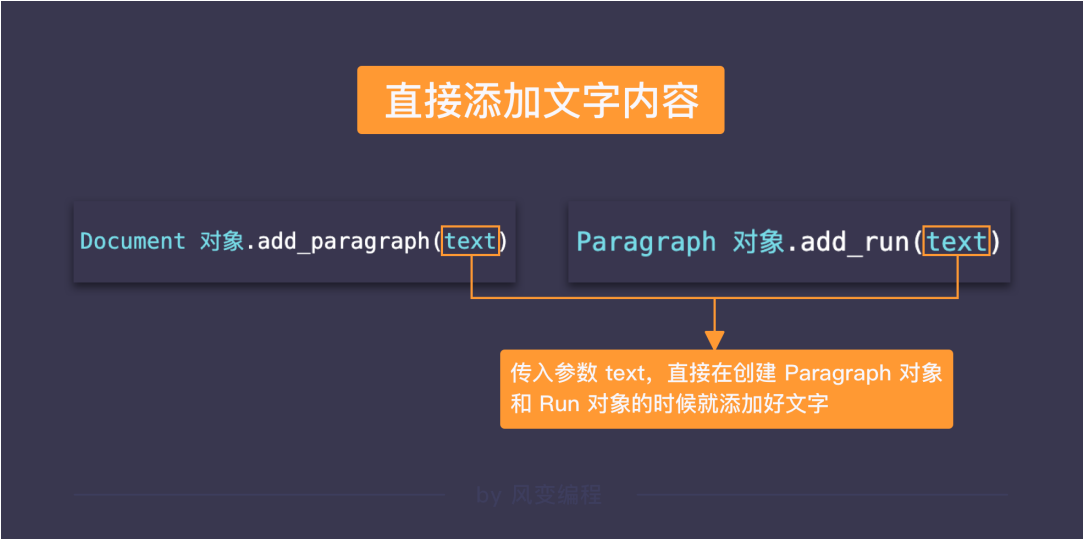 直接添加文字内容
Document 对象.add_paragraph(text)
Paragraph 对象.add_run(text)
传入参数 text，直接在创建 Paragraph 对象
和 Run 对象的时候就添加好文字
by 风变编程